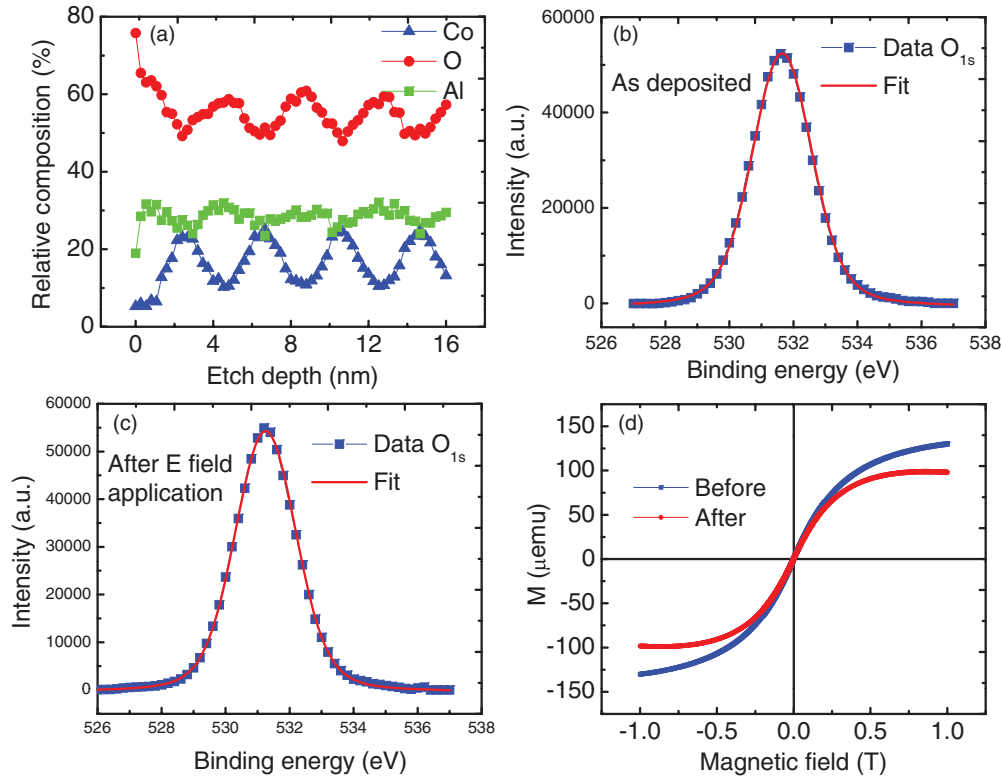 (a)
Co
O
Al
Relative composition (%)
80
60
40
20
0
0 4 8 12 16
Etch depth (nm)
(b)
Data O1s
Fit
As deposited
Intensity (a.u.)
60000
40000
20000
0
526 528 530 532 534 536 538
Binding energy (eV)
(c)
Data O1s
Fit
After E field
application
Intensity (a.u.)
60000
50000
40000
30000
20000
10000
0
526 528 530 532 534 536 538
Binding energy (eV)
(d)
Before
After
M (µemu)
150
100
50
0
-50
-100
-150
-1.0 -0.5 0.0 0.5 1.0
Magnetic field (T)